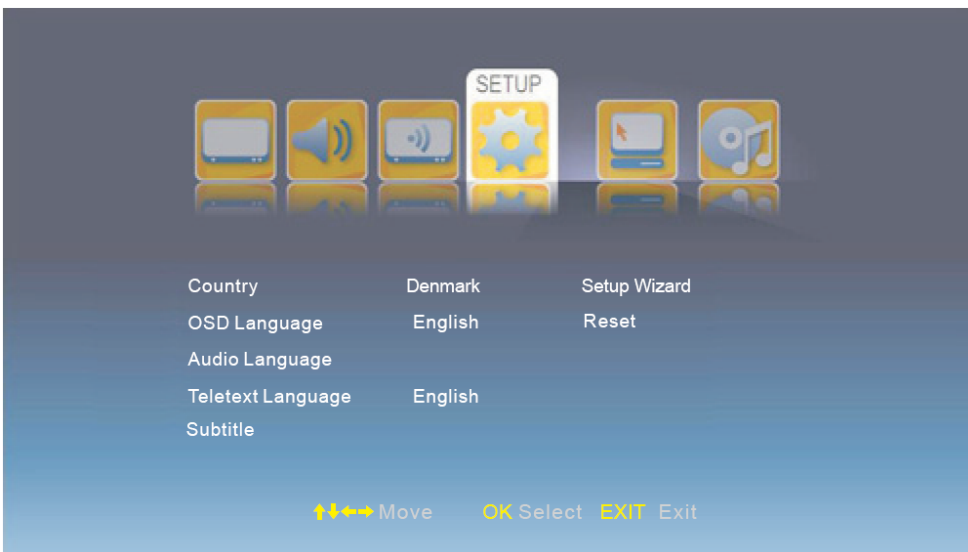 SETUP
Country Denmark Setup Wizard
OSD Language English Reset
Audio Language
Teletext Language English
Subtitle
Move OK Select EXIT Exit